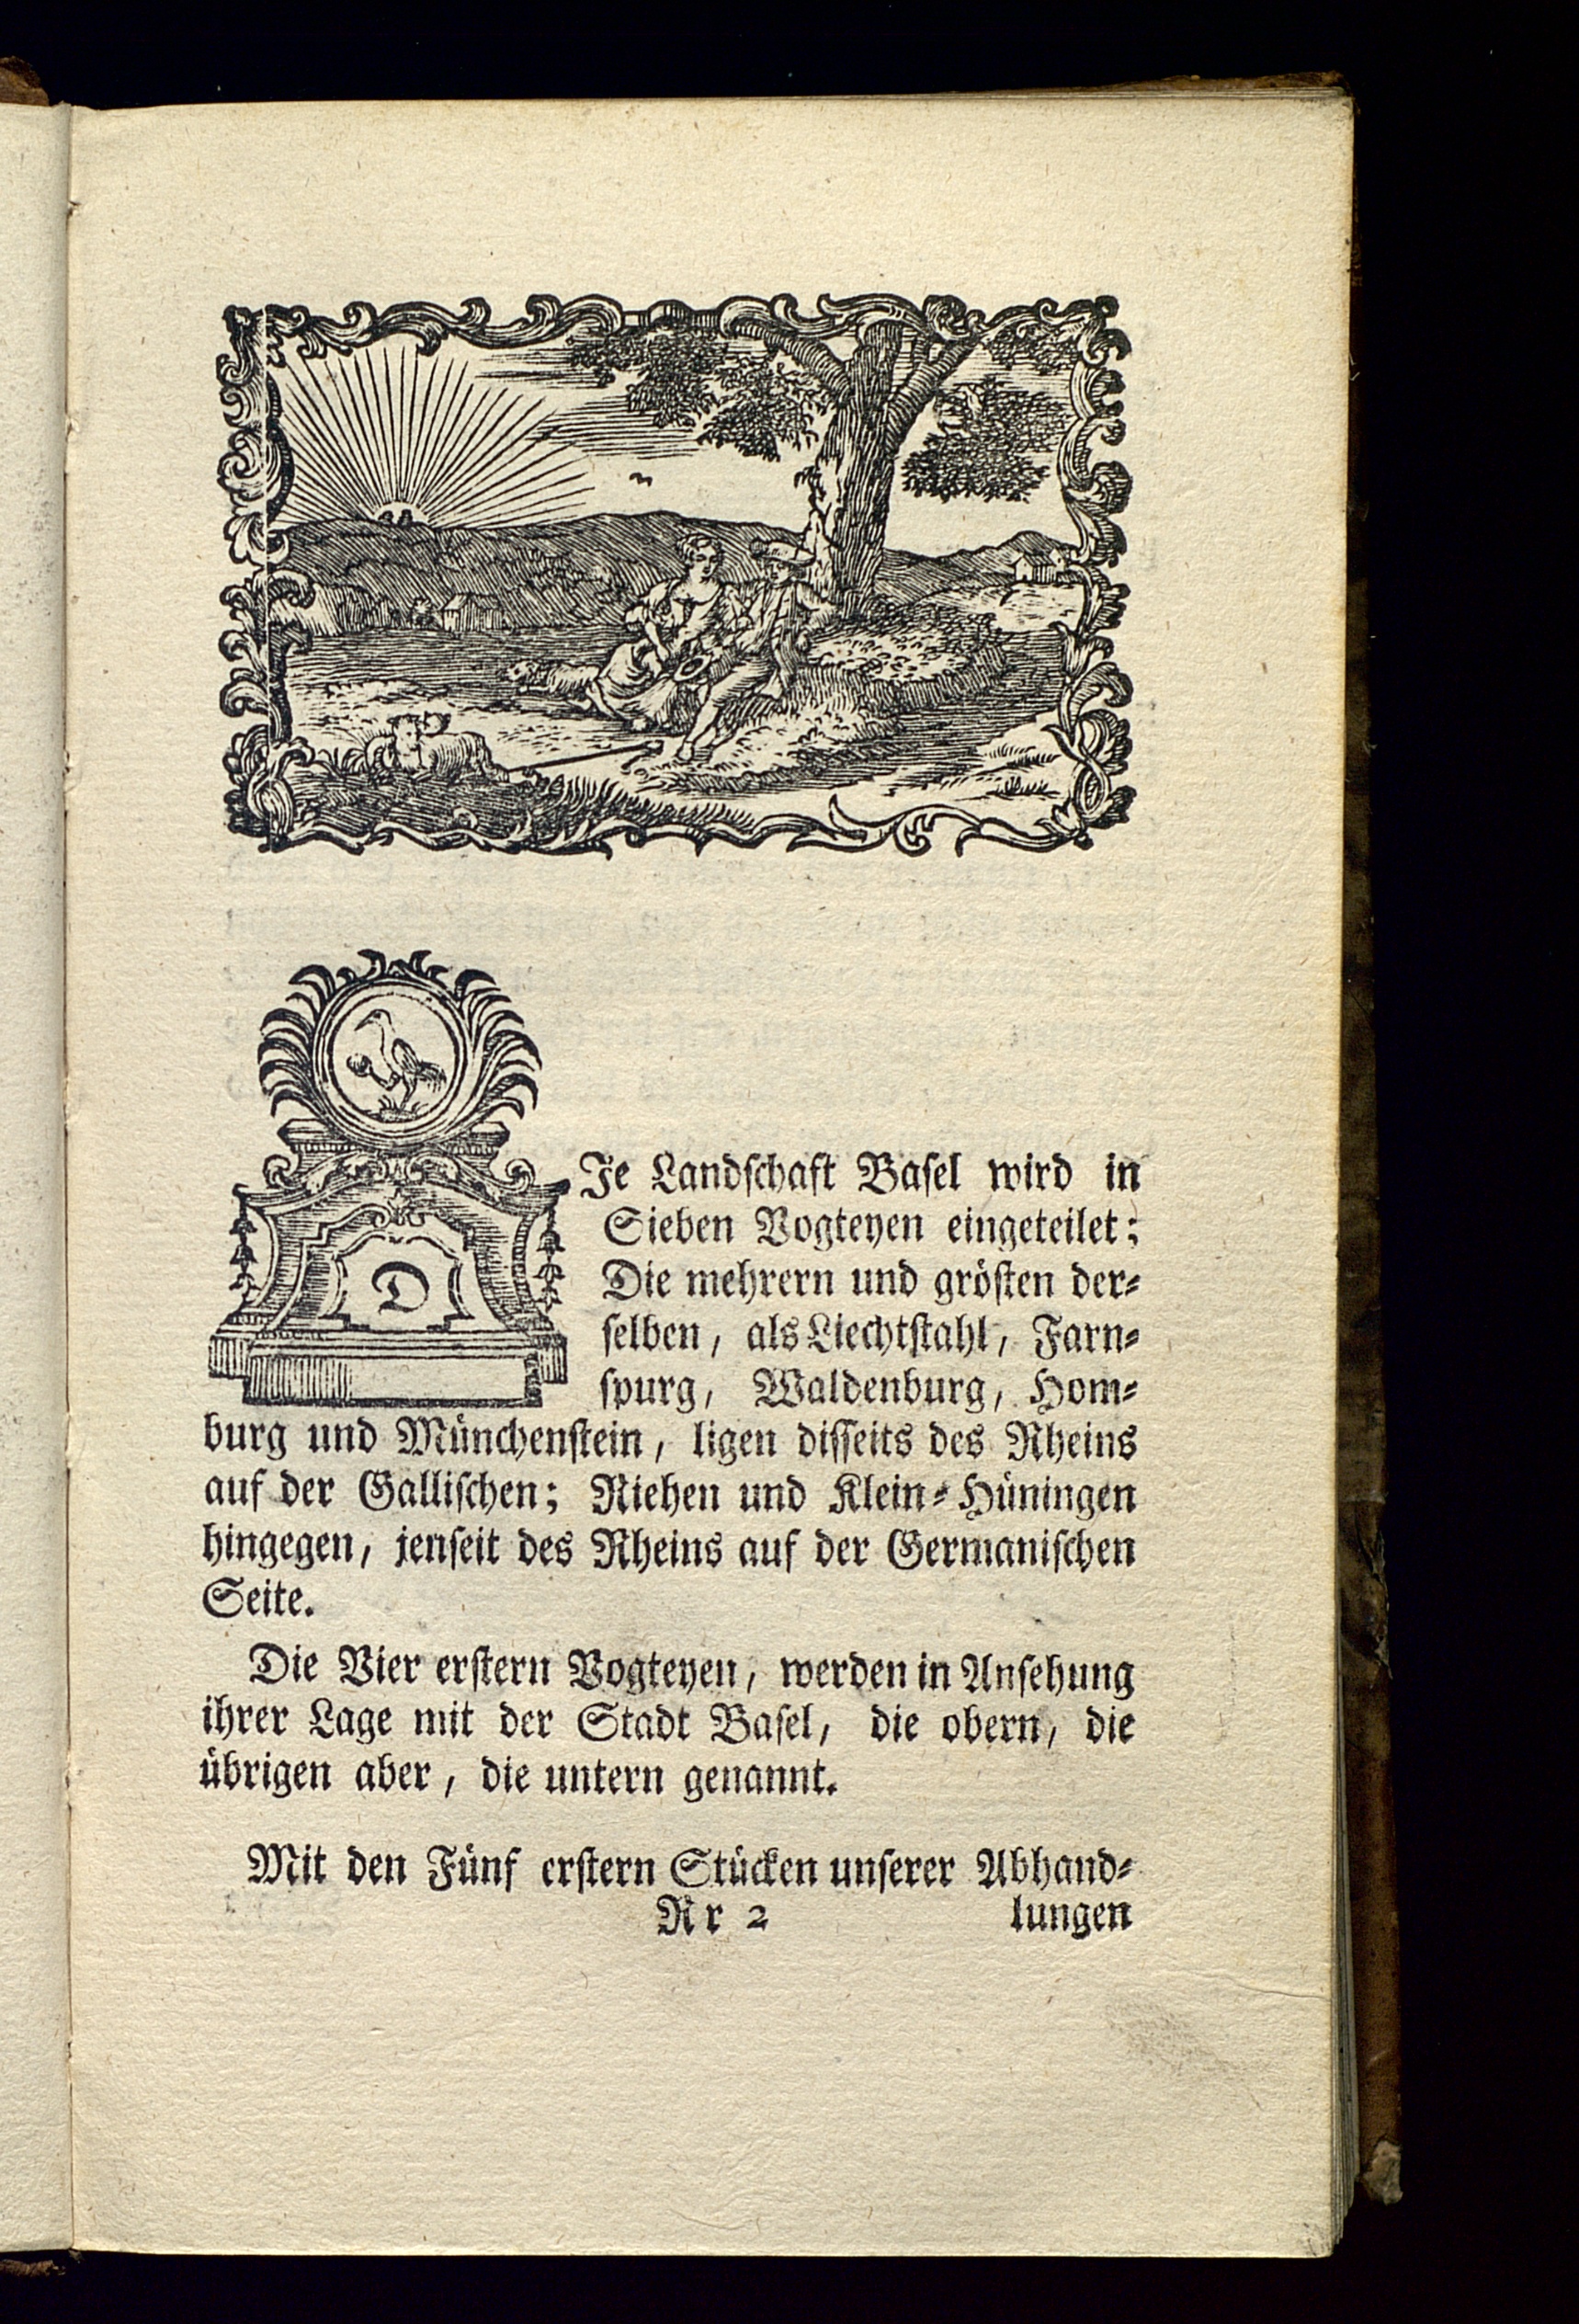 DJe Landschaft Basel wird in
Sieben Vogteyen eingeteilet;
Die mehrern und grösten der⸗
selben, als Liechtstahl, Farn⸗
spurg, Waldenburg, Hom⸗
burg und Münchenstein, ligen disseits des Rheins
auf der Gallischen; Riehen und Klein⸗Hüningen
hingegen, jenseit des Rheins auf der Germanischen
Seite.
Die Vier erstern Vogteyen, werden in Ansehung
ihrer Lage mit der Stadt Basel, die obern, die
übrigen aber, die untern genannt.
Mit den Fünf erstern Stücken unserer Abhand⸗
Rr 2 lungen